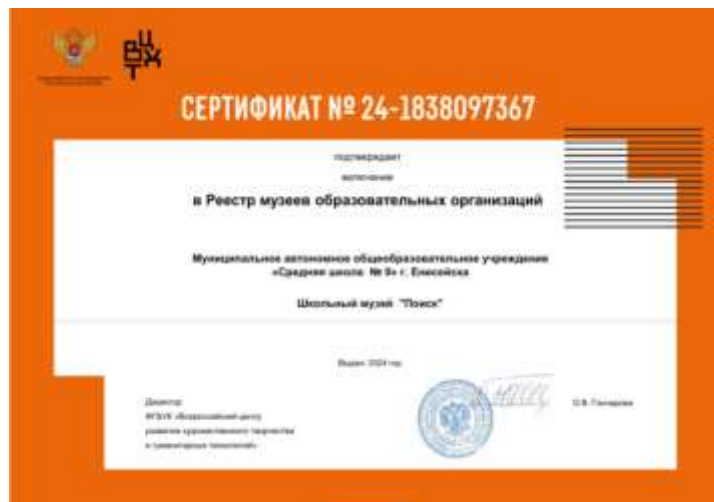 ВЦХТ
СЕРТИФИКАТ № 24-1838097367
подтверждает
включение
в Реестр музеев образовательных организаций
Муниципальное автономное общеобразовательное учреждение
«Средняя школа № 9» г. Енисейска
Школьный музей "Поиск"
Выдан: 2024 год
Директор
ФГБУК «Всероссийский центр
развития художественного творчества
и гуманитарных технологий»
О.В. Гончарова